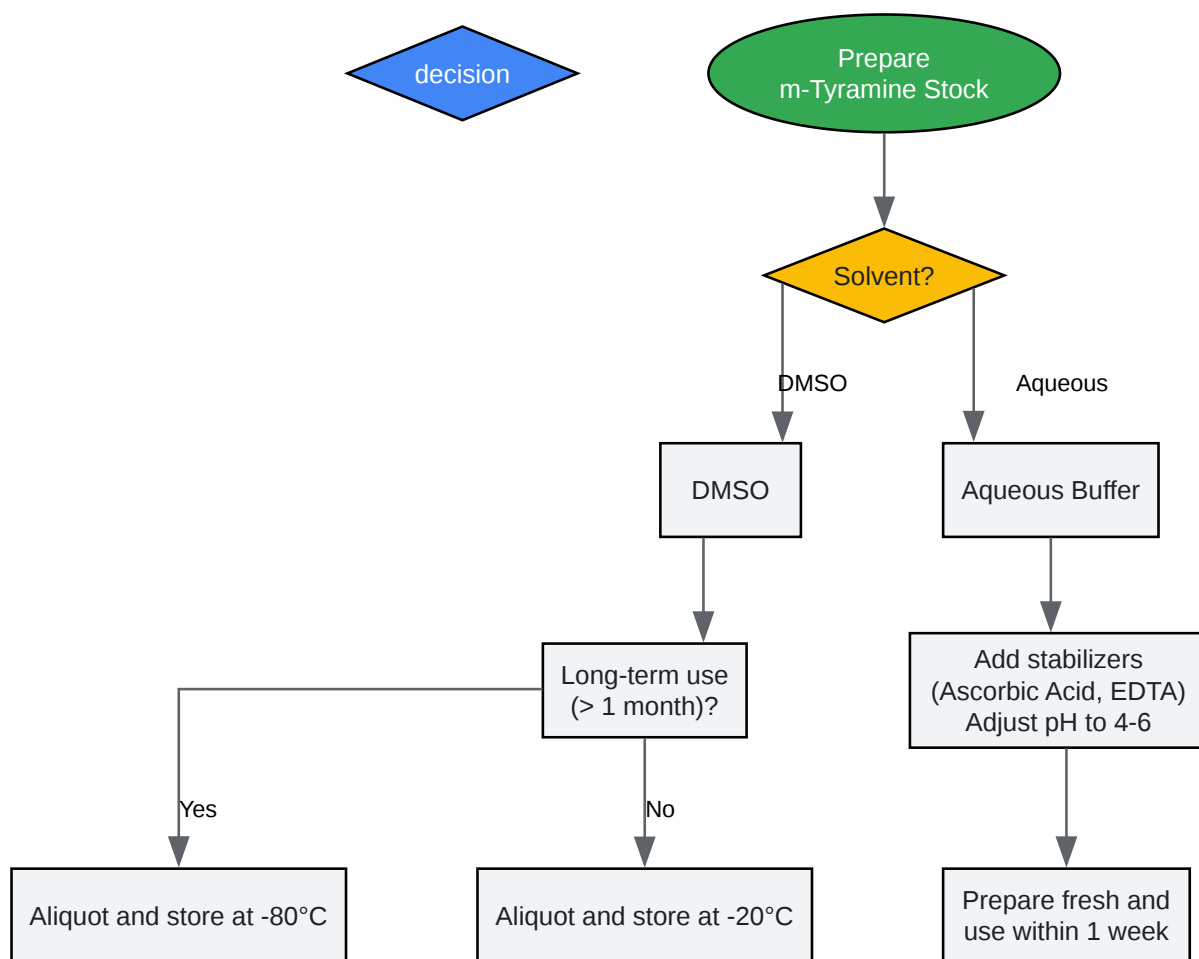 decision
Prepare
m-Tyramine Stock
Solvent?
DMSO
Aqueous
DMSO
Aqueous Buffer
Long-term use
(> 1 month)?
Add stabilizers
(Ascorbic Acid, EDTA)
Adjust pH to 4-6
Yes
No
Aliquot and store at -80°C
Aliquot and store at -20°C
Prepare fresh and
use within 1 week